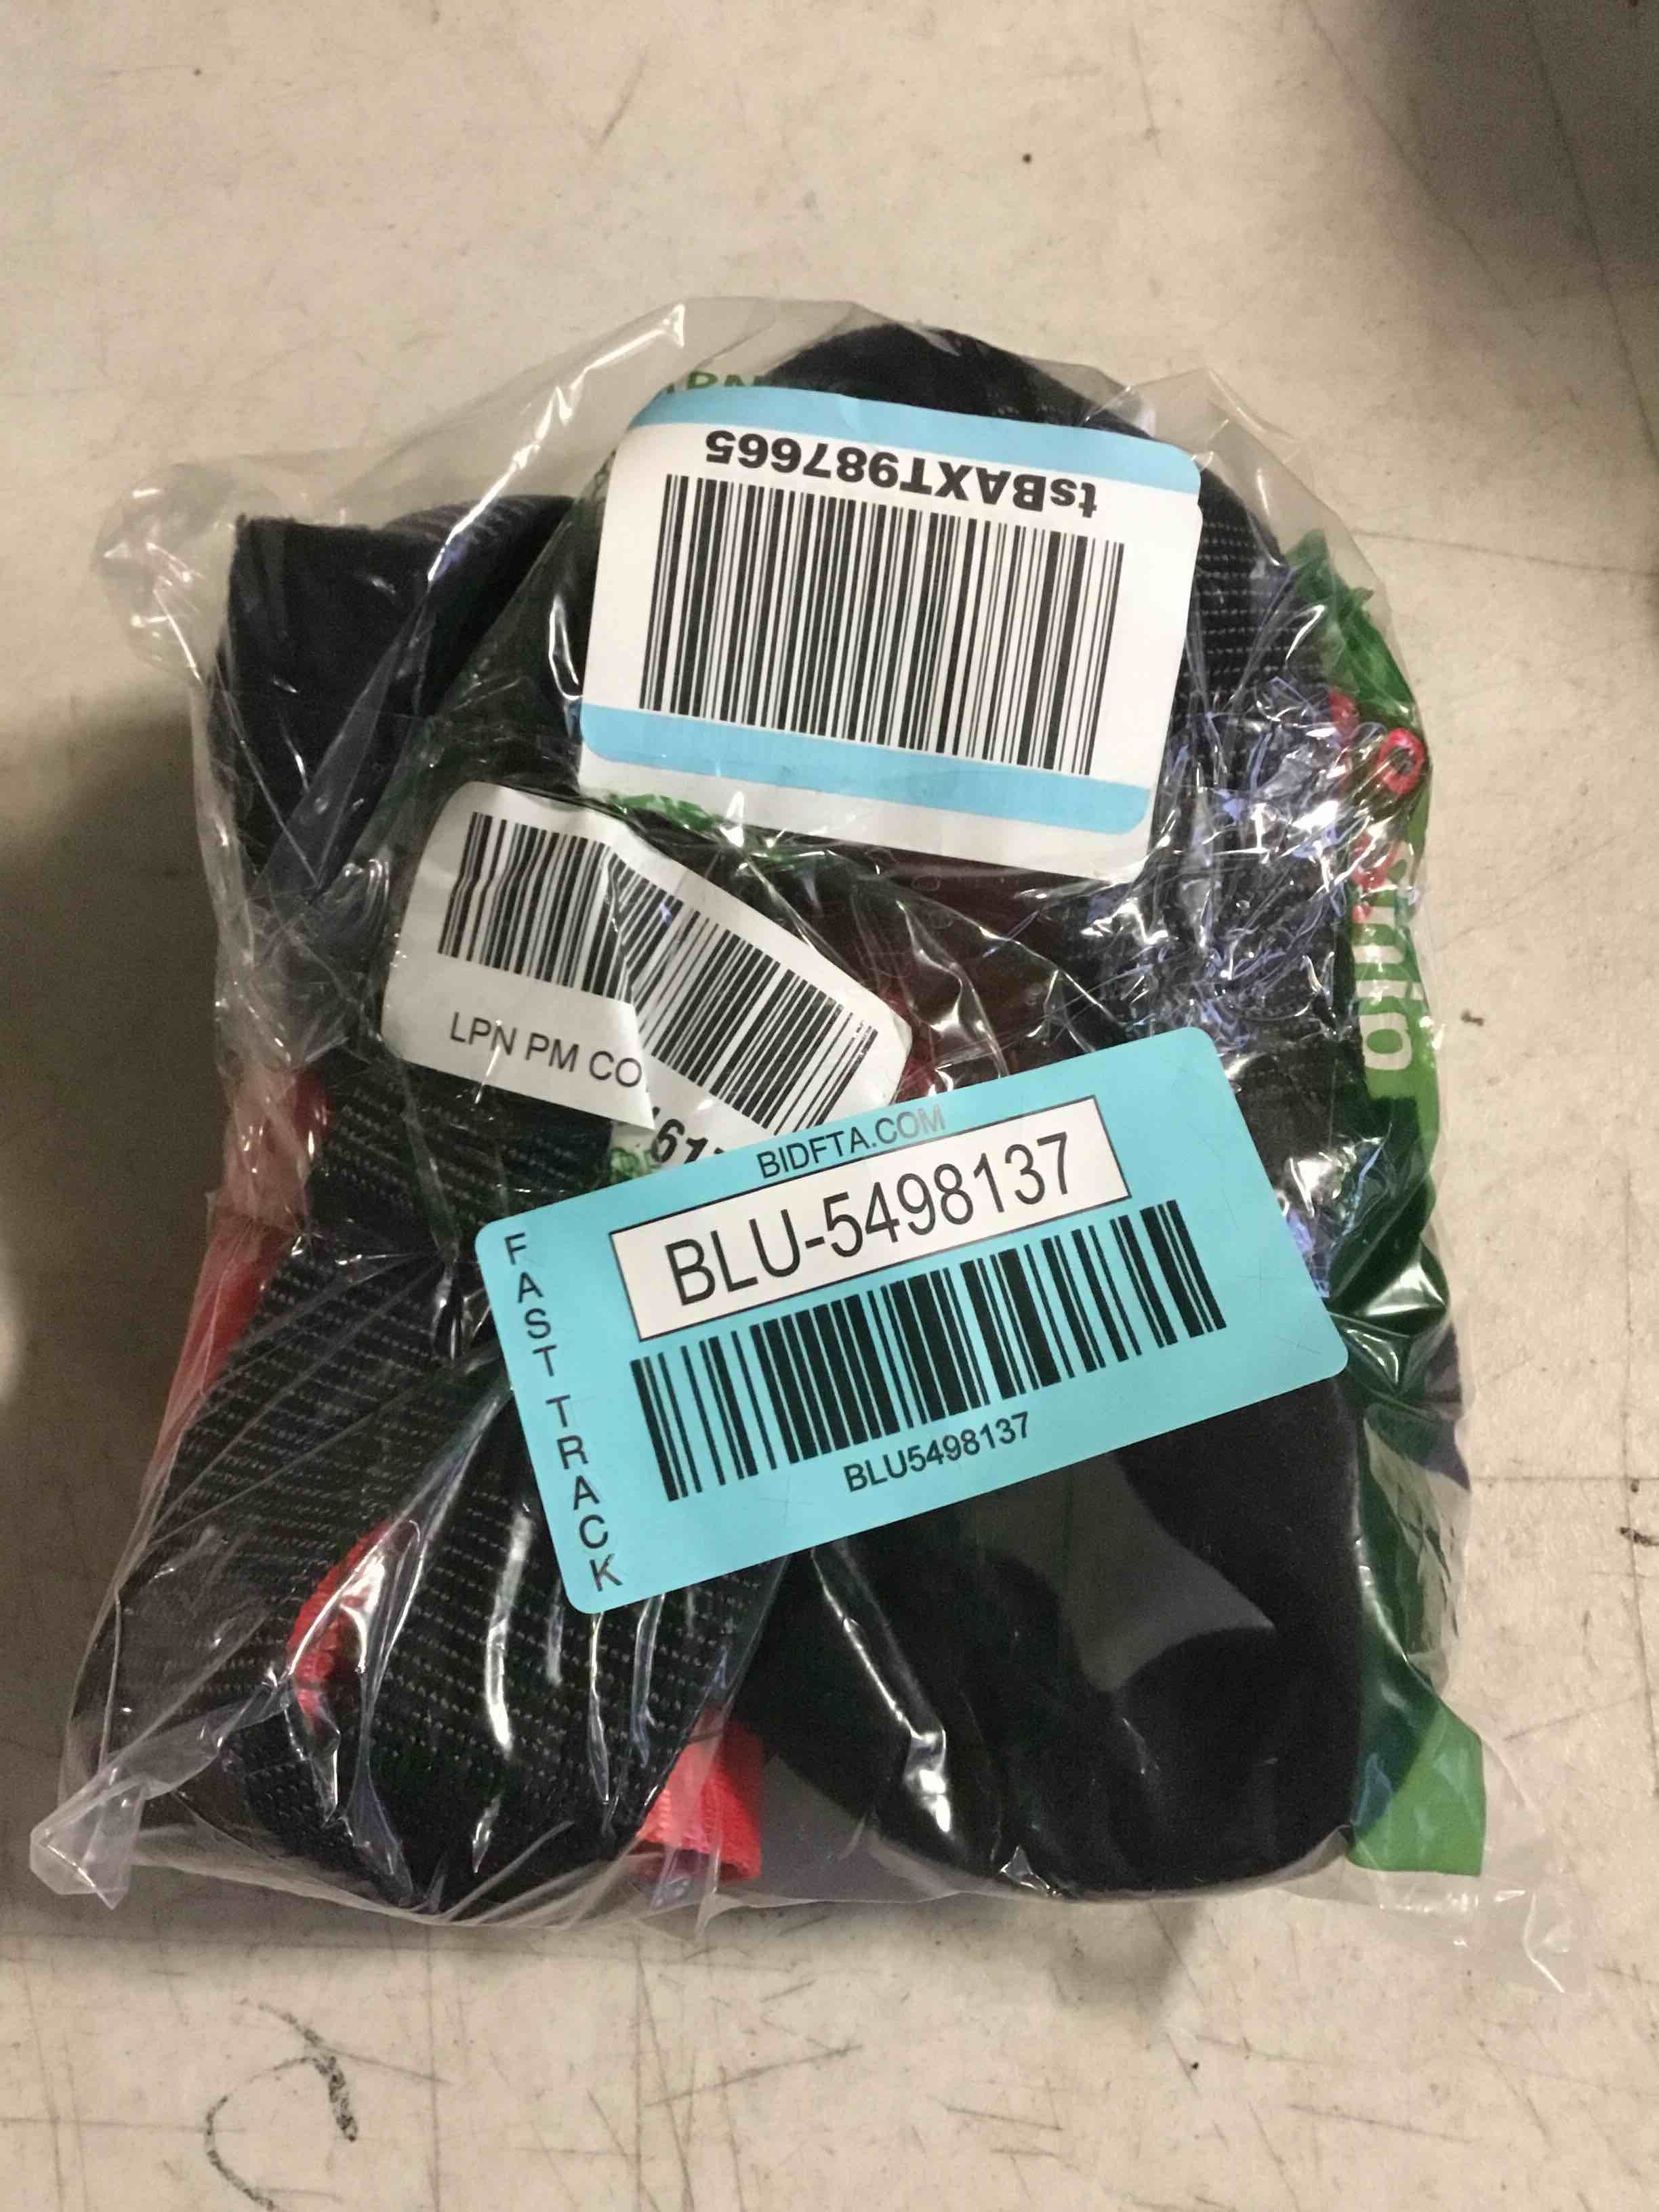 tsBAXT987665
LPN PM CO
BIDFTA.COM
BLU-5498137
FAST TRACK
BLU5498137